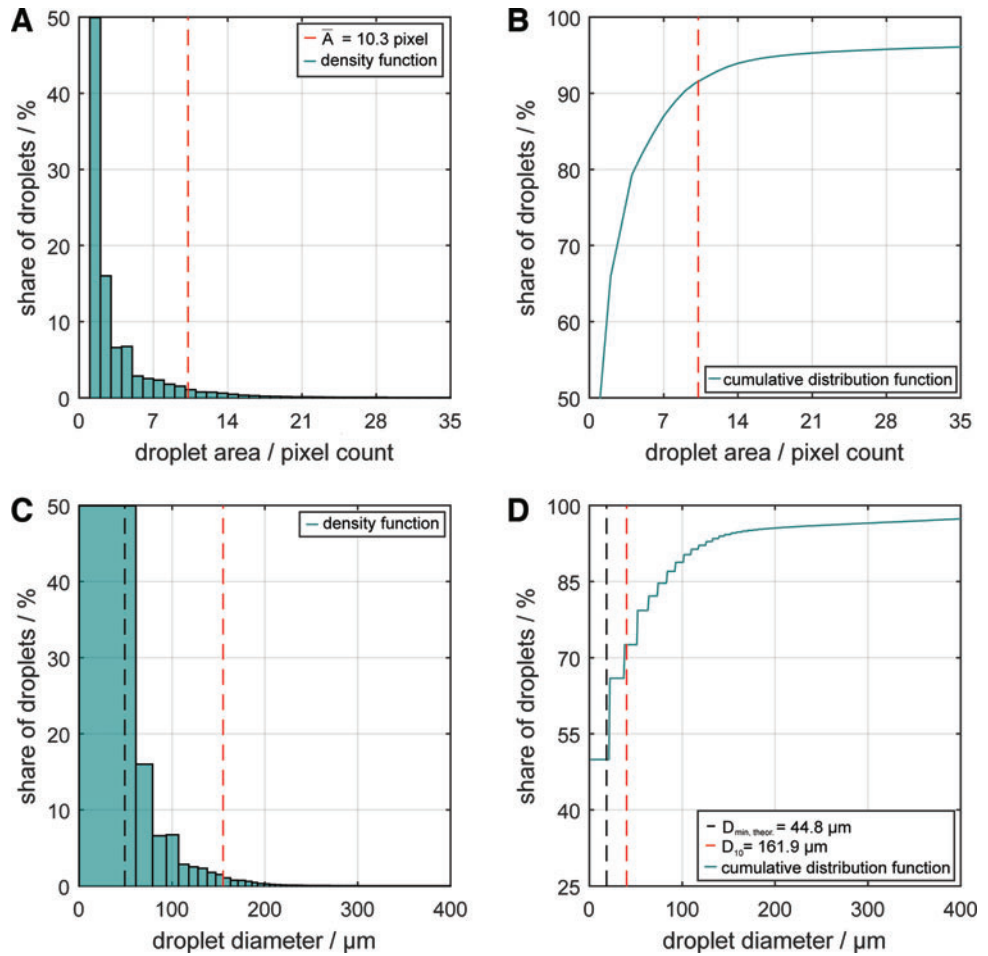 A
share of droplets / %
50
40
30
20
10
0
A̅ = 10.3 pixel
density function
0 7 14 21 28 35
droplet area / pixel count
B
share of droplets / %
100
90
80
70
60
50
cumulative distribution function
0 7 14 21 28 35
droplet area / pixel count
C
share of droplets / %
50
40
30
20
10
0
density function
0 100 200 300 400
droplet diameter / µm
D
share of droplets / %
100
85
70
55
40
25
D min, theor. = 44.8 µm
D 10 = 161.9 µm
cumulative distribution function
0 100 200 300 400
droplet diameter / µm